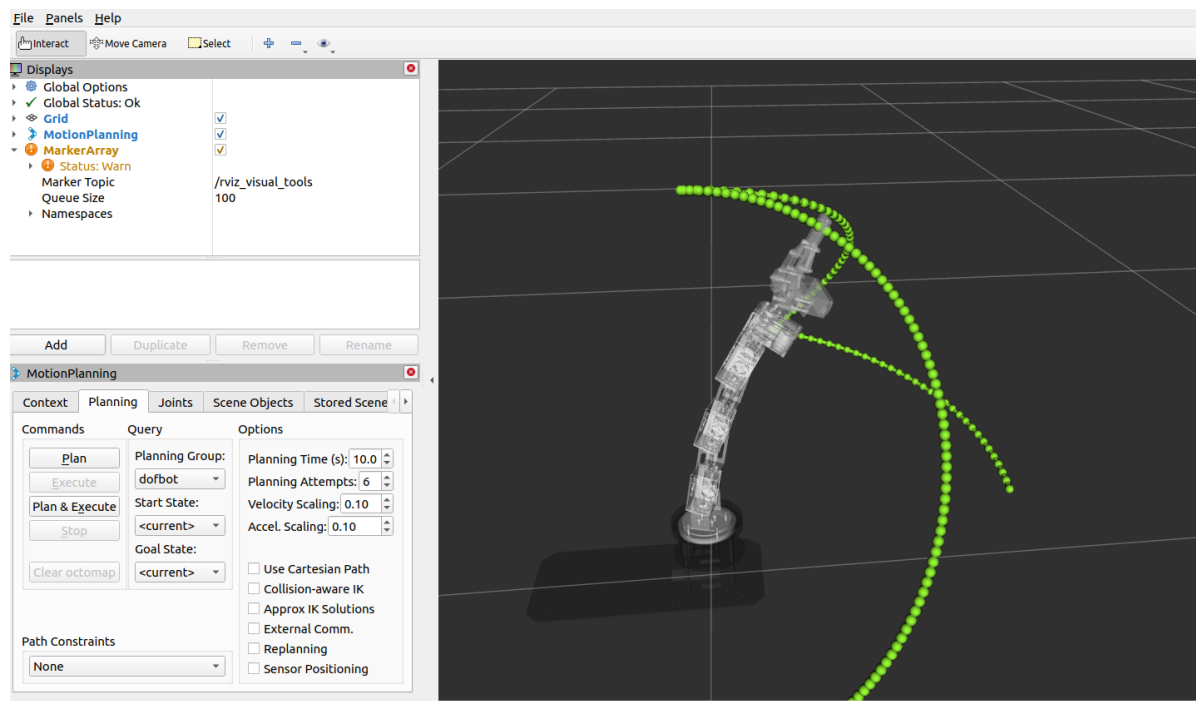 File Panels Help
Interact Move Camera Select
Displays
Global Options
Global Status: Ok
Grid
MotionPlanning
MarkerArray
Status: Warn
Marker Topic /rviz_visual_tools
Queue Size 100
Namespaces
Add Duplicate Remove Rename
MotionPlanning
Context Planning Joints Scene Objects Stored Scene
Commands Query Options
Plan Planning Group: Planning Time (s): 10.0
Execute dofbot Planning Attempts: 6
Plan & Execute Start State: Velocity Scaling: 0.10
Stop <current> Accel. Scaling: 0.10
Goal State:
Clear octomap <current> Use Cartesian Path
Collision-aware IK
Approx IK Solutions
External Comm.
Path Constraints Replanning
None Sensor Positioning